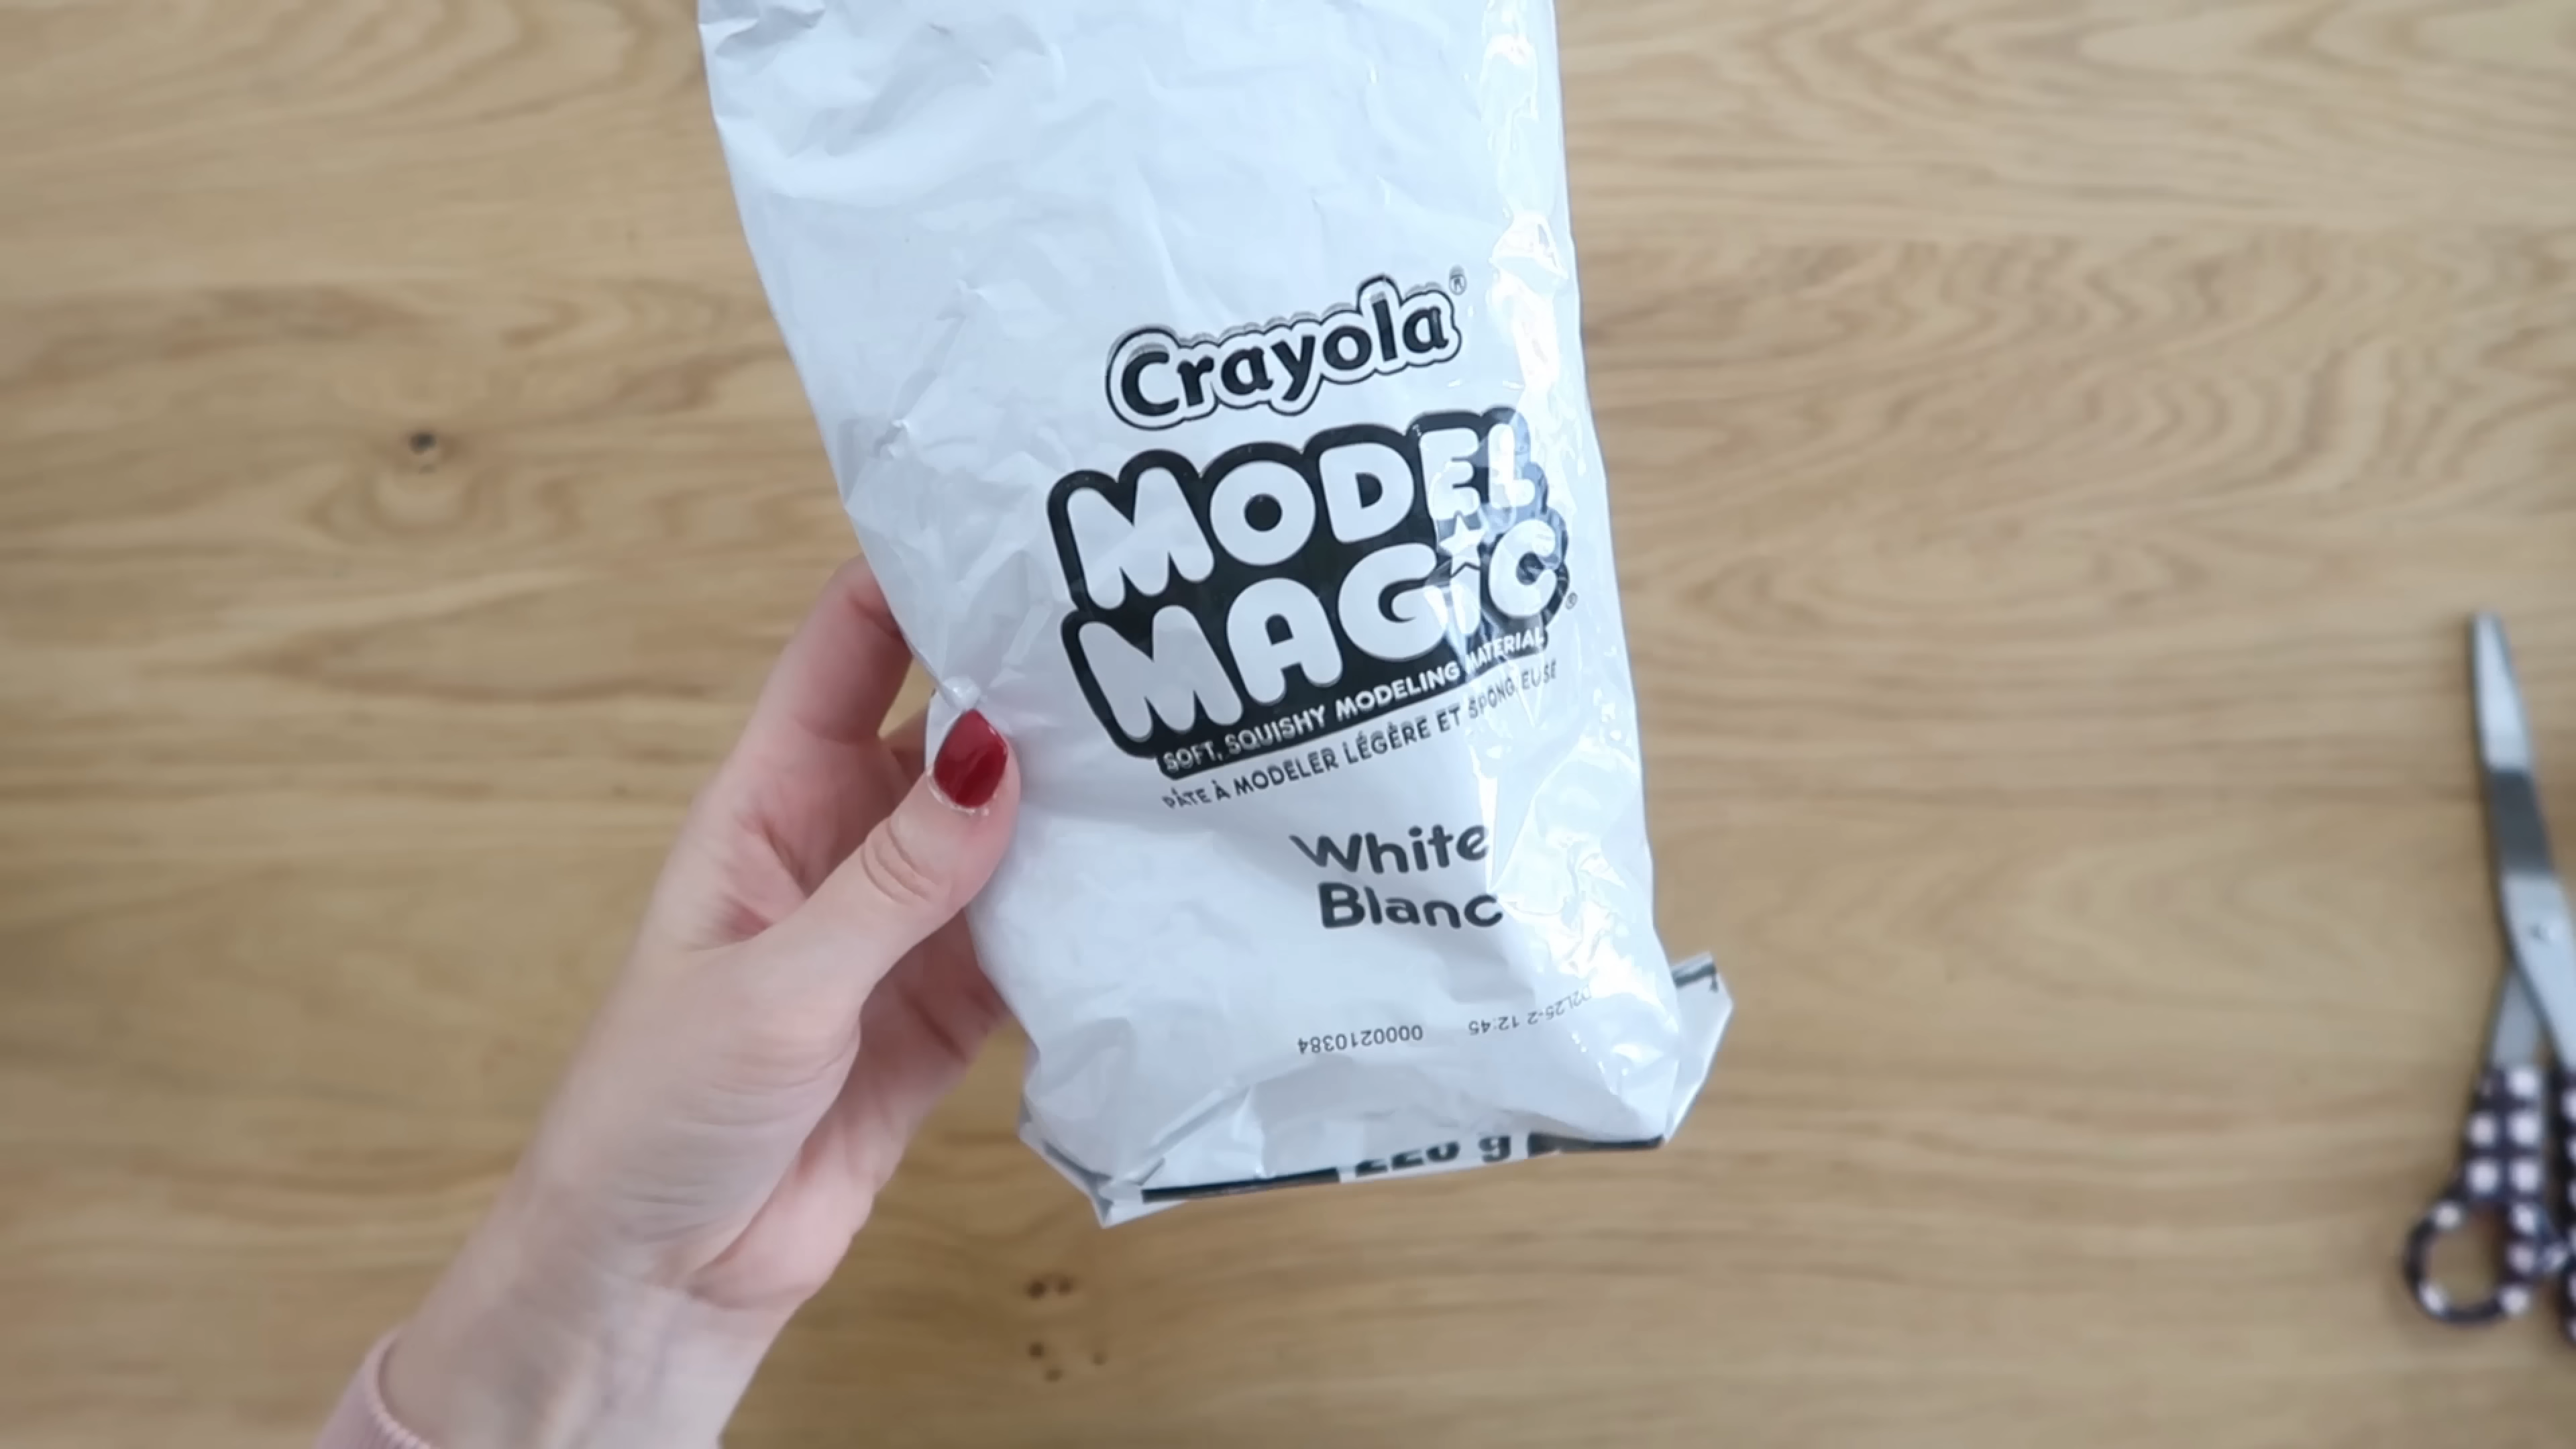 Crayola®
MODEL
MAGiC®
SOFT, SQUISHY MODELING MATERIAL
PÂTE À MODELER LÉGÈRE ET SPONGIEUSE
White
Blanc
0000210384 12:45
g